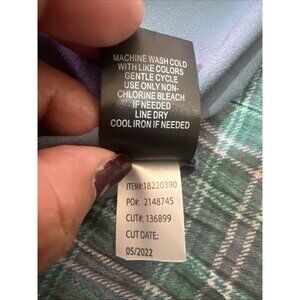 MACHINE WASH COLD
WITH LIKE COLORS
GENTLE CYCLE
USE ONLY NON-
CHLORINE BLEACH
IF NEEDED
LINE DRY
COOL IRON IF NEEDED
ITEM#:18220390
PO#: 2148745
CUT#: 136899
CUT DATE:
05/2022